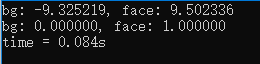 bg: -9.325219, face: 9.502336
bg: 0.000000, face: 1.000000
time = 0.084s